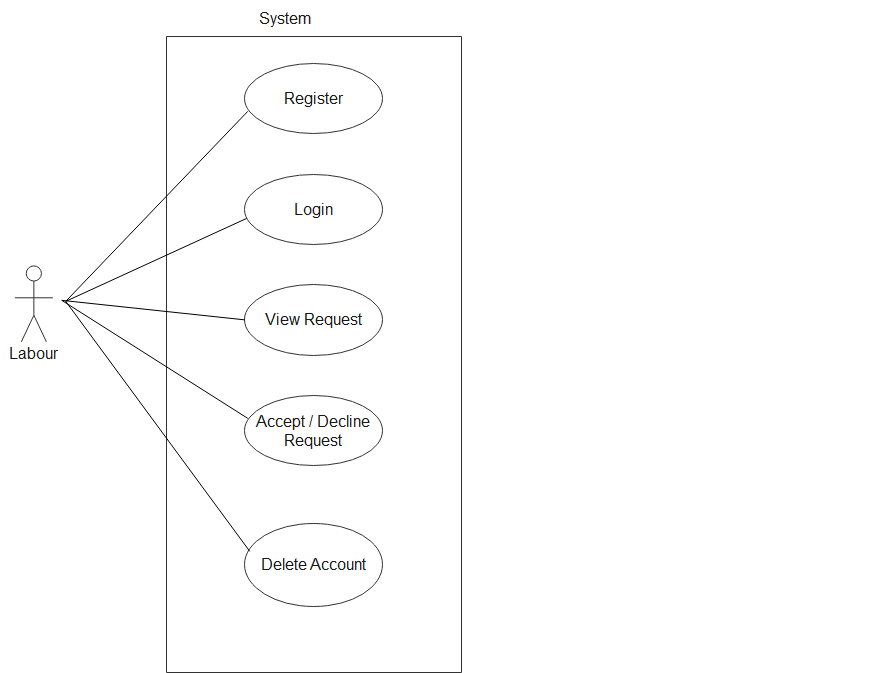 System
Register
Login
View Request
Labour
Accept / Decline
Request
Delete Account